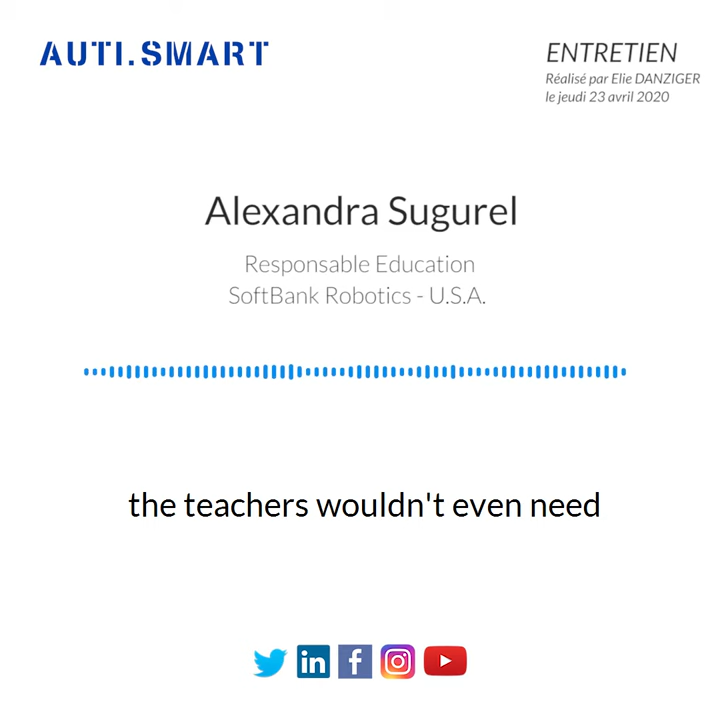 AUTI.SMART
ENTRETIEN
Réalisé par Elie DANZIGER
le jeudi 23 avril 2020
Alexandra Sugurel
Responsable Education
SoftBank Robotics - U.S.A.
the teachers wouldn't even need
in
f